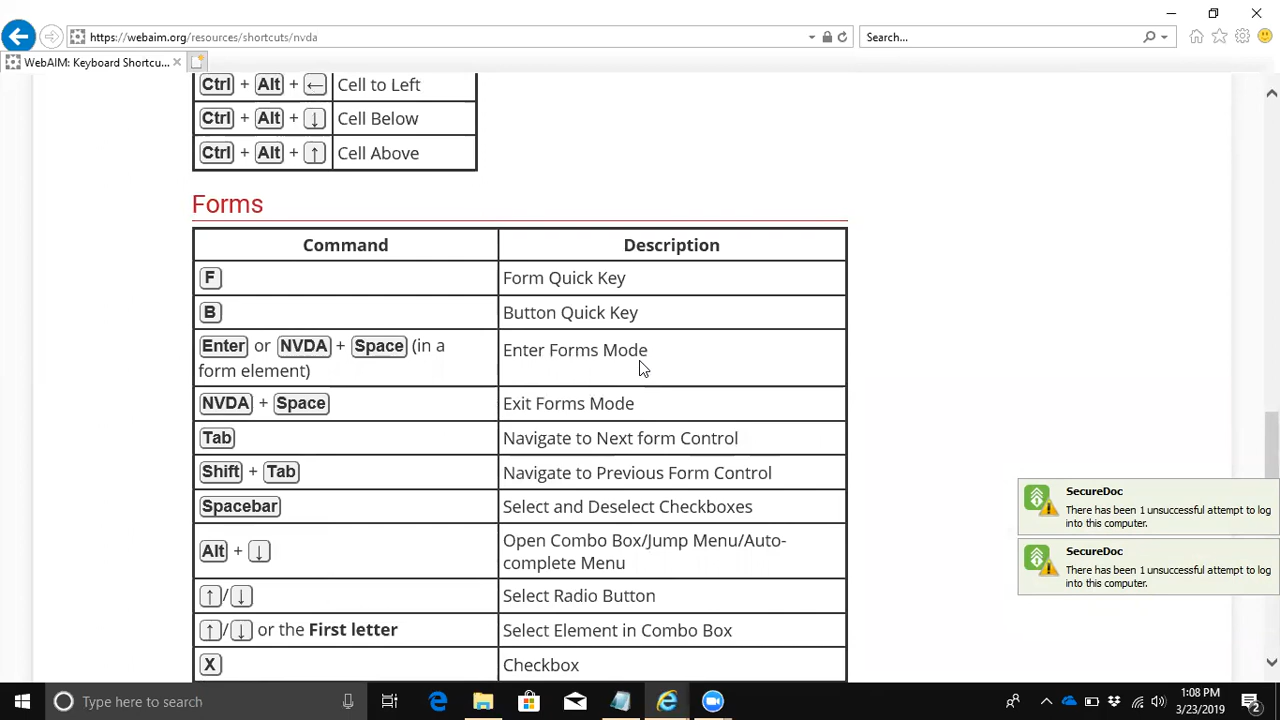 https://webaim.org/resources/shortcuts/nvda
Search...
WebAIM: Keyboard Shortcu...
Ctrl + Alt + ← Cell to Left
Ctrl + Alt + ↓ Cell Below
Ctrl + Alt + ↑ Cell Above
Forms
Command Description
F Form Quick Key
B Button Quick Key
Enter or NVDA + Space (in a
form element)
Enter Forms Mode
NVDA + Space Exit Forms Mode
Tab Navigate to Next form Control
Shift + Tab Navigate to Previous Form Control
Spacebar Select and Deselect Checkboxes
Alt + ↓
Open Combo Box/Jump Menu/Auto-
complete Menu
↑/↓ Select Radio Button
↑/↓ or the First letter Select Element in Combo Box
X Checkbox
SecureDoc
There has been 1 unsuccessful attempt to log
into this computer.
SecureDoc
There has been 1 unsuccessful attempt to log
into this computer.
Type here to search
1:08 PM
3/23/2019
2